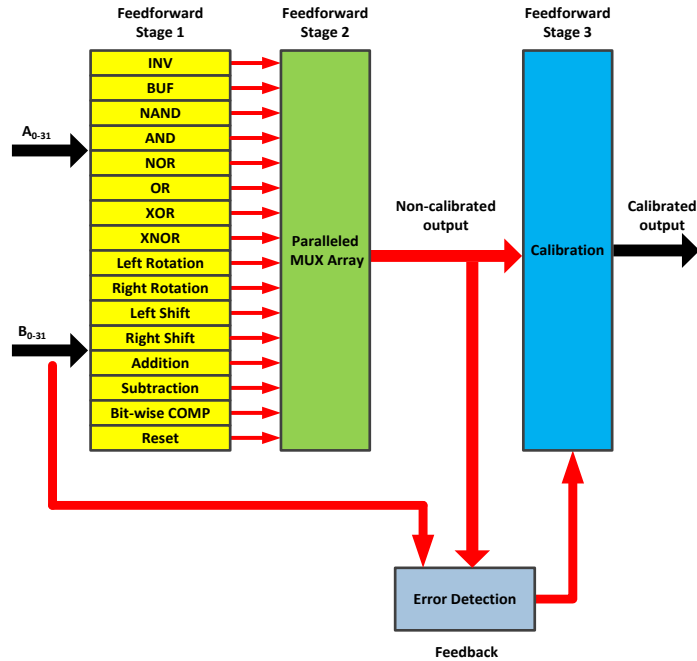 Feedforward
Stage 1
Feedforward
Stage 2
Feedforward
Stage 3
INV
BUF
NAND
AND
NOR
OR
XOR
XNOR
Left Rotation
Right Rotation
Left Shift
Right Shift
Addition
Subtraction
Bit-wise COMP
Reset
A0-31
B0-31
Paralleled
MUX Array
Non-calibrated
output
Calibration
Calibrated
output
Error Detection
Feedback